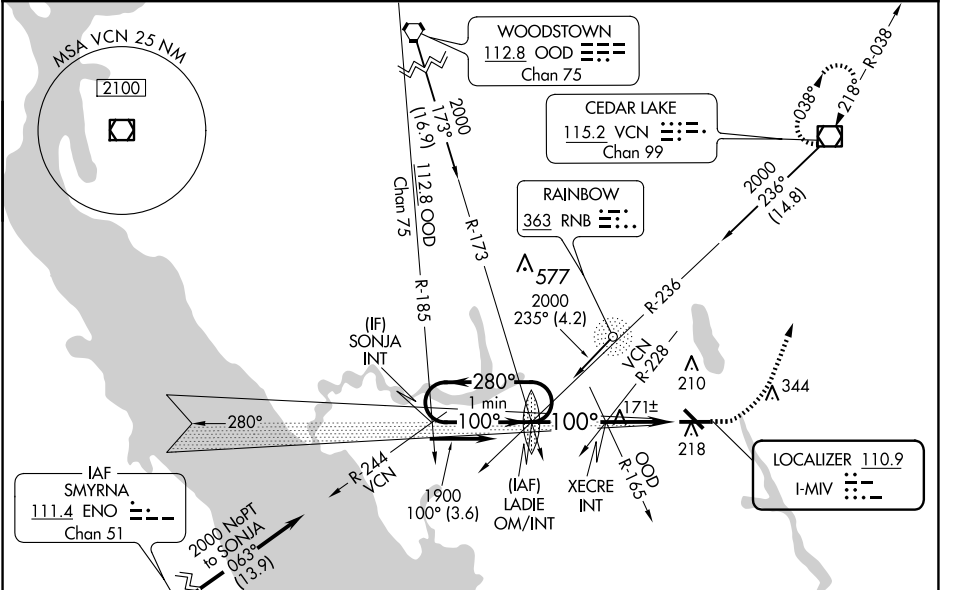 MSA VCN 25 NM
2100
WOODSTOWN
112.8 OOD
Chan 75
2000
173°
(16.9)
112.8 OOD
Chan 75
R-173
R-185
CEDAR LAKE
115.2 VCN
Chan 99
038°
218°
R-038
2000
236°
(14.8)
R-236
RAINBOW
363 RNB
577
2000
235° (4.2)
VCN
R-228
(IF)
SONJA
INT
280°
1 min
100°
100°
280°
171±
210
218
344
LOCALIZER 110.9
I-MIV
R-244
VCN
1900
100° (3.6)
(IAF)
LADIE
OM/INT
XECRE
INT
OOD
R-165
IAF
SMYRNA
111.4 ENO
Chan 51
2000 NoPT
to SONJA
063°
(13.9)